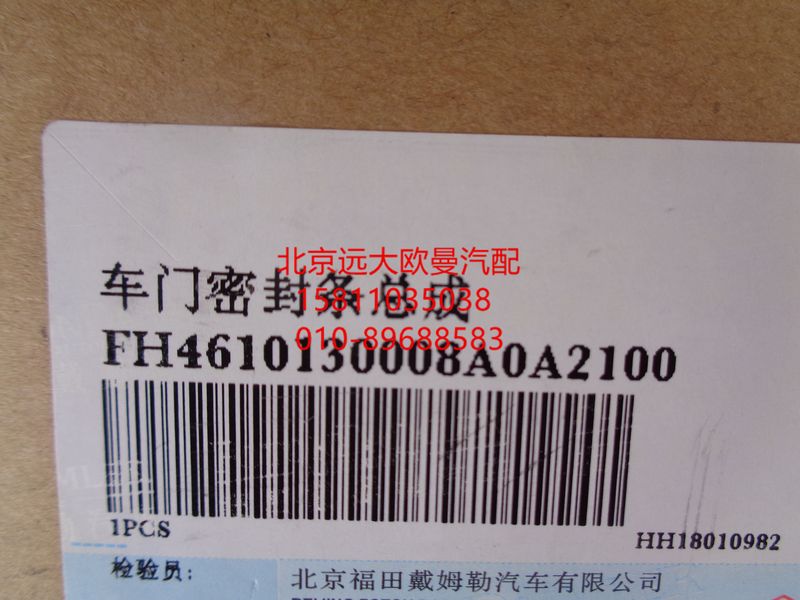 北京远大欧曼汽配
车门密封条总成
15811035038
010-89688583
FH4610130008A0A2100
1PCS
HH18010982
检验员:
北京福田戴姆勒汽车有限公司